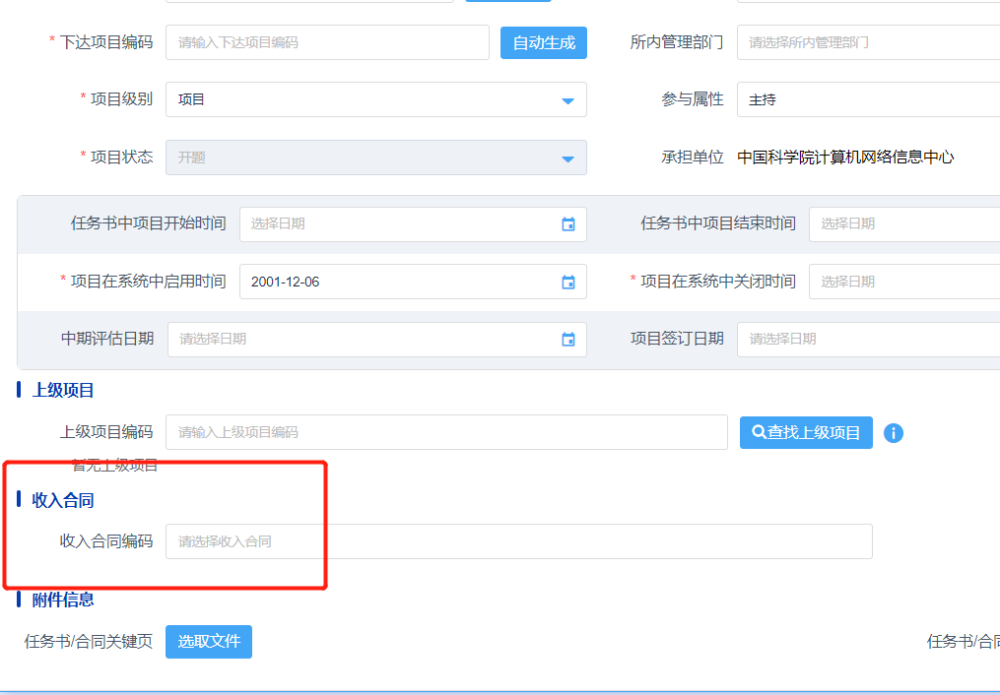 * 下达项目编码 请输入下达项目编码 自动生成 所内管理部门 请选择所内管理部门
* 项目级别 项目 参与属性 主持
* 项目状态 开题 承担单位 中国科学院计算机网络信息中心
任务书中项目开始时间 选择日期 任务书中项目结束时间 选择日期
* 项目在系统中启用时间 2001-12-06 * 项目在系统中关闭时间 选择日期
中期评估日期 请选择日期 项目签订日期 请选择日期
上级项目
上级项目编码 请输入上级项目编码 查找上级项目
暂无上级项目
收入合同
收入合同编码 请选择收入合同
附件信息
任务书/合同关键页 选取文件 任务书/合同